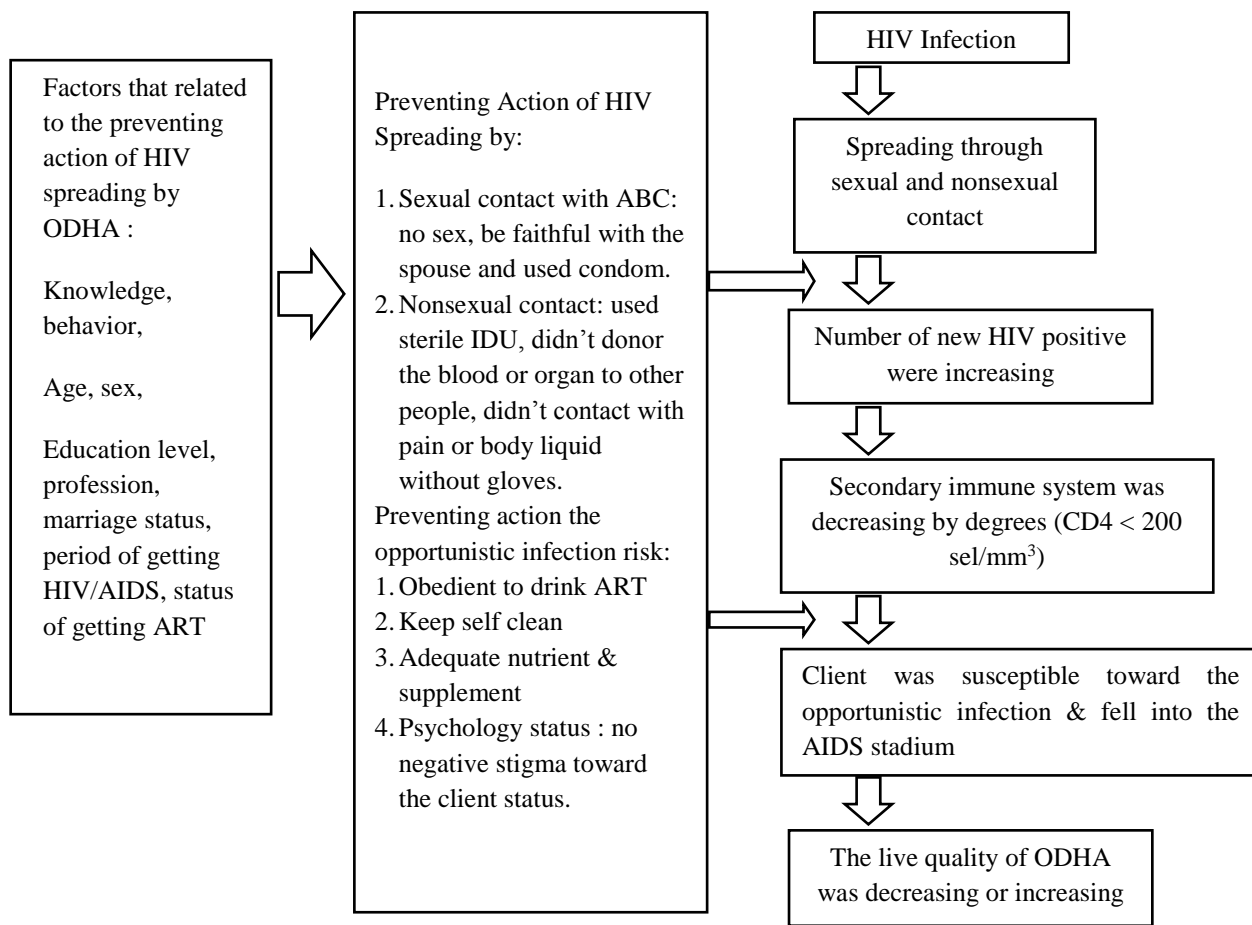 Factors that related
to the preventing
action of HIV
spreading by
ODHA :
Knowledge,
behavior,
Age, sex,
Education level,
profession,
marriage status,
period of getting
HIV/AIDS, status
of getting ART
Preventing Action of HIV
Spreading by:
1. Sexual contact with ABC:
no sex, be faithful with the
spouse and used condom.
2. Nonsexual contact: used
sterile IDU, didn’t donor
the blood or organ to other
people, didn’t contact with
pain or body liquid
without gloves.
Preventing action the
opportunistic infection risk:
1. Obedient to drink ART
2. Keep self clean
3. Adequate nutrient &
supplement
4. Psychology status : no
negative stigma toward
the client status.
HIV Infection
Spreading through
sexual and nonsexual
contact
Number of new HIV positive
were increasing
Secondary immune system was
decreasing by degrees (CD4 < 200
sel/mm³)
Client was susceptible toward the
opportunistic infection & fell into the
AIDS stadium
The live quality of ODHA
was decreasing or increasing